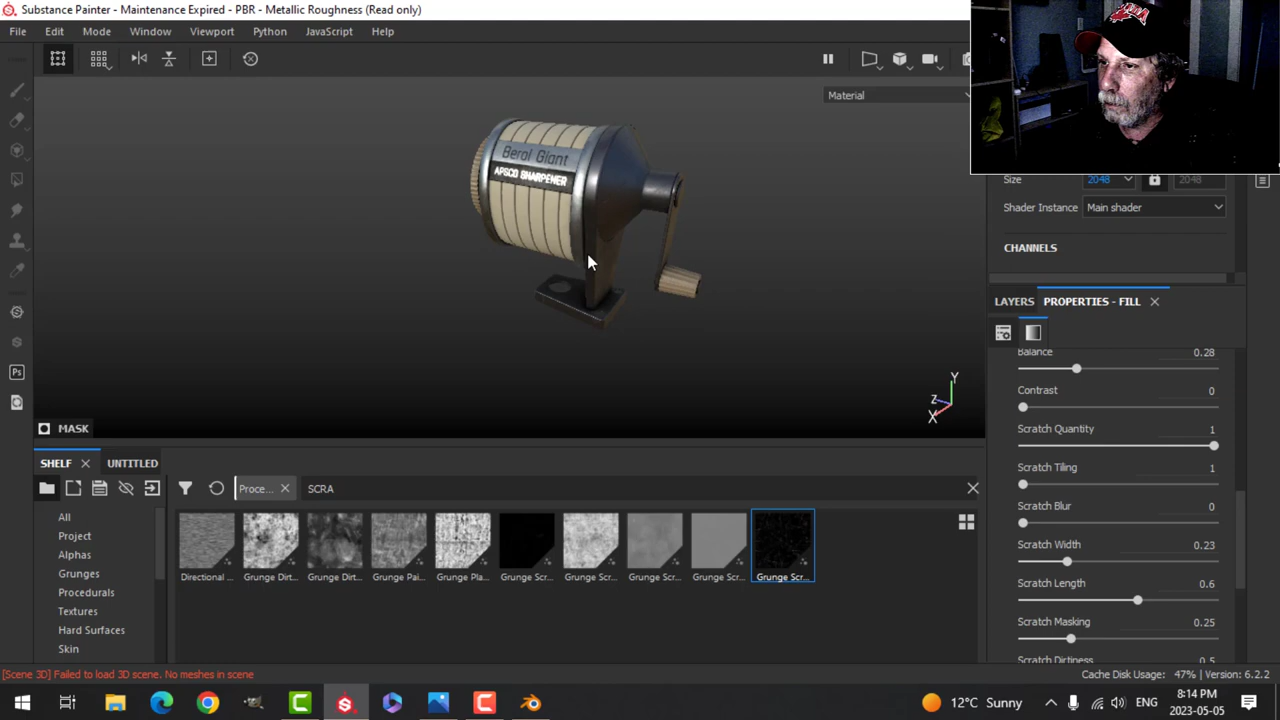 Substance Painter - Maintenance Expired - PBR - Metallic Roughness (Read only)
File Edit Mode Window Viewport Python JavaScript Help
Material
Berol Giant
APSCO SHARPENER
Size 2048 2048
Shader Instance Main shader
CHANNELS
LAYERS PROPERTIES - FILL
Balance 0.28
Contrast 0
Scratch Quantity 1
Scratch Tiling 1
Scratch Blur 0
Scratch Width 0.23
Scratch Length 0.6
Scratch Masking 0.25
Scratch Dirtiness 0.5
Y
Z
X
MASK
SHELF UNTITLED
Proce... SCRA
All
Project
Alphas
Grunges
Procedurals
Textures
Hard Surfaces
Skin
Directional ... Grunge Dirt... Grunge Dirt... Grunge Pai... Grunge Pla... Grunge Scr... Grunge Scr... Grunge Scr... Grunge Scr... Grunge Scr...
[Scene 3D] Failed to load 3D scene. No meshes in scene
Cache Disk Usage: 47% | Version: 6.2.2
Ps
12°C Sunny
ENG
8:14 PM
2023-05-05